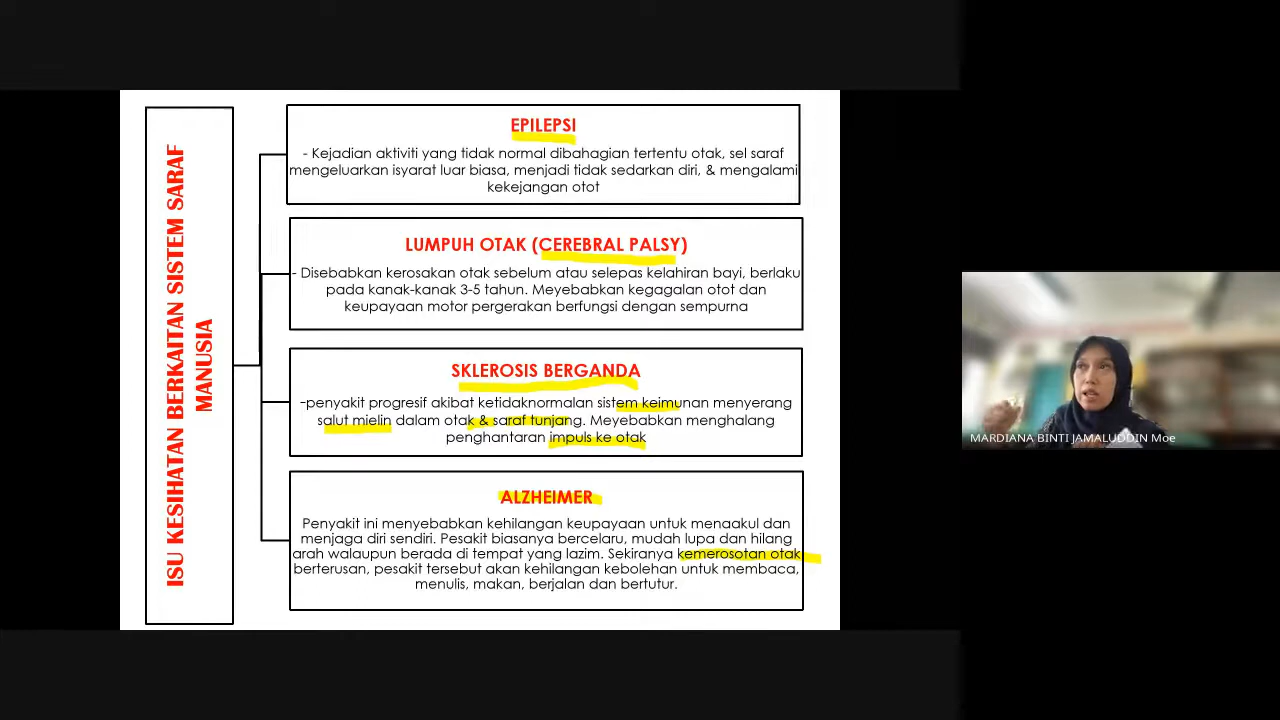 ISU KESIHATAN BERKAITAN SISTEM SARAF
MANUSIA
EPILEPSI
- Kejadian aktiviti yang tidak normal dibahagian tertentu otak, sel saraf
mengeluarkan isyarat luar biasa, menjadi tidak sedarkan diri, & mengalami
kekejangan otot
LUMPUH OTAK (CEREBRAL PALSY)
- Disebabkan kerosakan otak sebelum atau selepas kelahiran bayi, berlaku
pada kanak-kanak 3-5 tahun. Meyebabkan kegagalan otot dan
keupayaan motor pergerakan berfungsi dengan sempurna
SKLEROSIS BERGANDA
-penyakit progresif akibat ketidaknormalan sistem keimunan menyerang
salut mielin dalam otak & saraf tunjang. Meyebabkan menghalang
penghantaran impuls ke otak
ALZHEIMER
Penyakit ini menyebabkan kehilangan keupayaan untuk menaakul dan
menjaga diri sendiri. Pesakit biasanya bercelaru, mudah lupa dan hilang
arah walaupun berada di tempat yang lazim. Sekiranya kemerosotan otak
berterusan, pesakit tersebut akan kehilangan kebolehan untuk membaca,
menulis, makan, berjalan dan bertutur.
MARDIANA BINTI JAMALUDDIN Moe